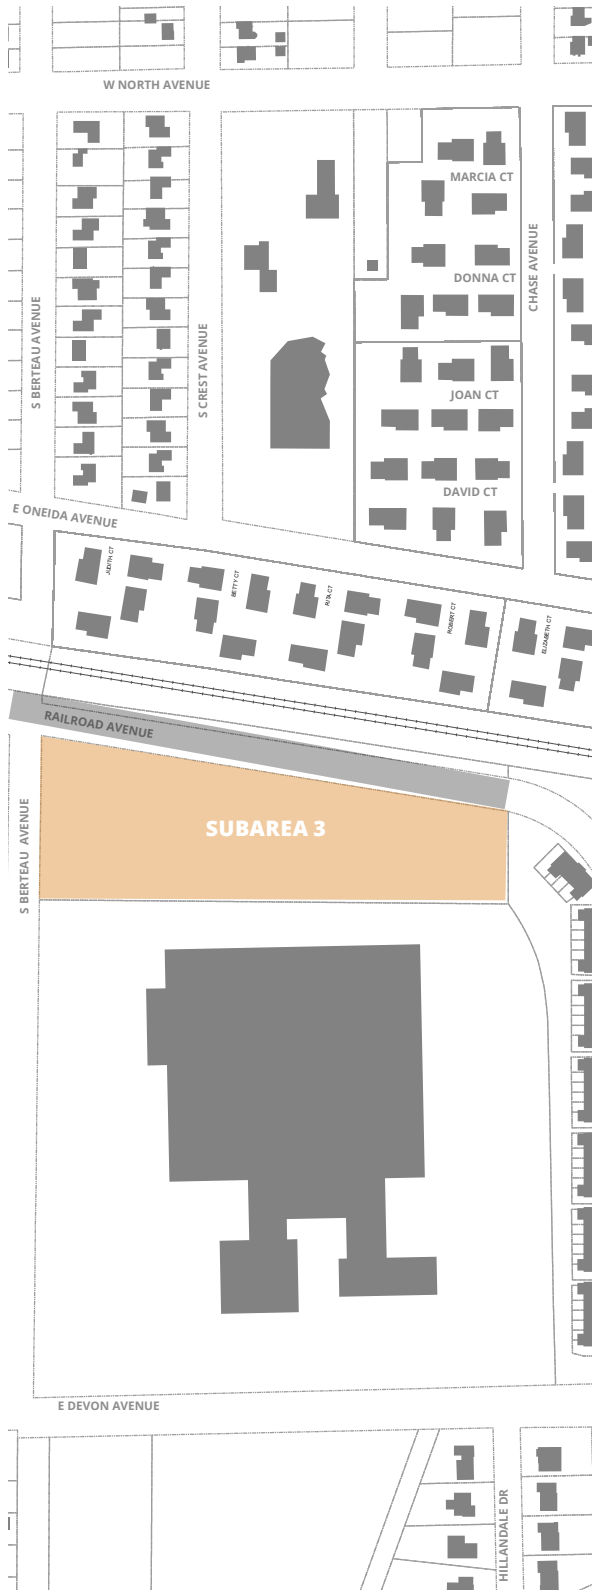 W NORTH AVENUE
MARCIA CT
CHASE AVENUE
DONNA CT
S BERTEAU AVENUE
S CREST AVENUE
JOAN CT
DAVID CT
E ONEIDA AVENUE
JUDITH CT
BETTY CT
RITA CT
ROBERT CT
ELIZABETH CT
RAILROAD AVENUE
SUBAREA 3
S BERTEAU AVENUE
E DEVON AVENUE
HILLANDALE DR